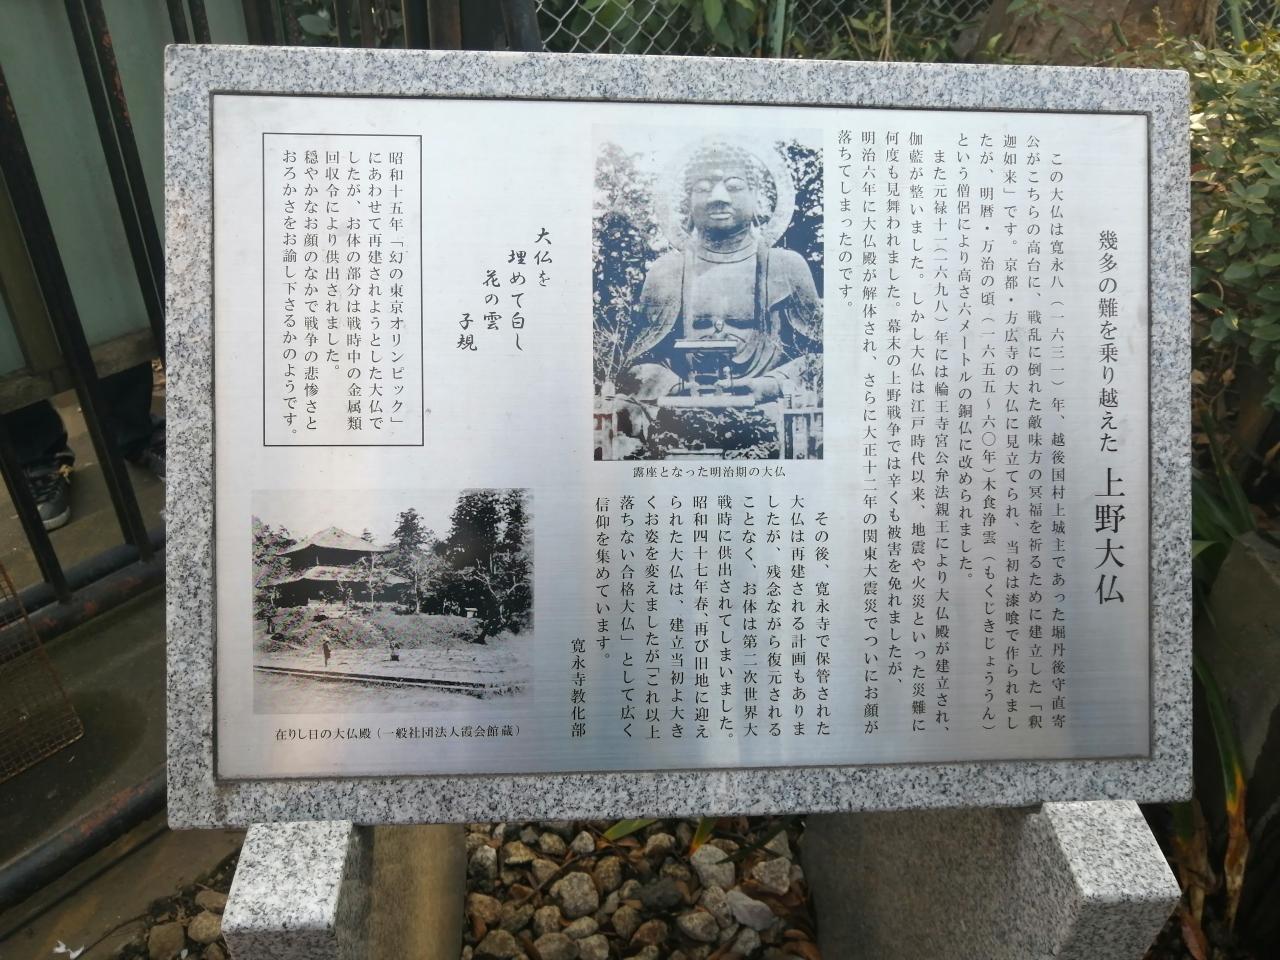 幾多の難を乗り越えた 上野大仏
この大仏は寛永八（一六三一）年、越後国村上城主であった堀丹後守直寄
公がこちらの高台に、戦乱に倒れた敵味方の冥福を祈るために建立した「釈
迦如来」です。京都・方広寺の大仏に見立てられ、当初は漆喰で作られまし
たが、明暦・万治の頃（一六五五～六〇年）木食浄雲（もくじきじょううん）
という僧侶により高さ六メートルの銅仏に改められました。
また元禄十一（一六九八）年には輪王寺宮公弁法親王により大仏殿が建立され、
伽藍が整いました。しかし大仏は江戸時代以来、地震や火災といった災難に
何度も見舞われました。幕末の上野戦争では辛くも被害を免れましたが、
明治六年に大仏殿が解体され、さらに大正十二年の関東大震災でついにお顔が
落ちてしまったのです。
露座となった明治期の大仏
その後、寛永寺で保管された
大仏は再建される計画もありま
したが、残念ながら復元される
ことなく、お体は第二次世界大
戦時に供出されてしまいました。
昭和四十七年春、再び旧地に迎え
られた大仏は、建立当初より大き
くお姿を変えましたが「これ以上
落ちない合格大仏」として広く
信仰を集めています。
寛永寺教化部
大仏を
埋めて白し
花の雲
子規
昭和十五年「幻の東京オリンピック」
にあわせて再建されようとした大仏で
したが、お体の部分は戦時中の金属類
回収令により供出されました。
穏やかなお顔のなかで戦争の悲惨さと
おろかさをお諭し下さるかのようです。
在りし日の大仏殿（一般社団法人霞会館蔵）